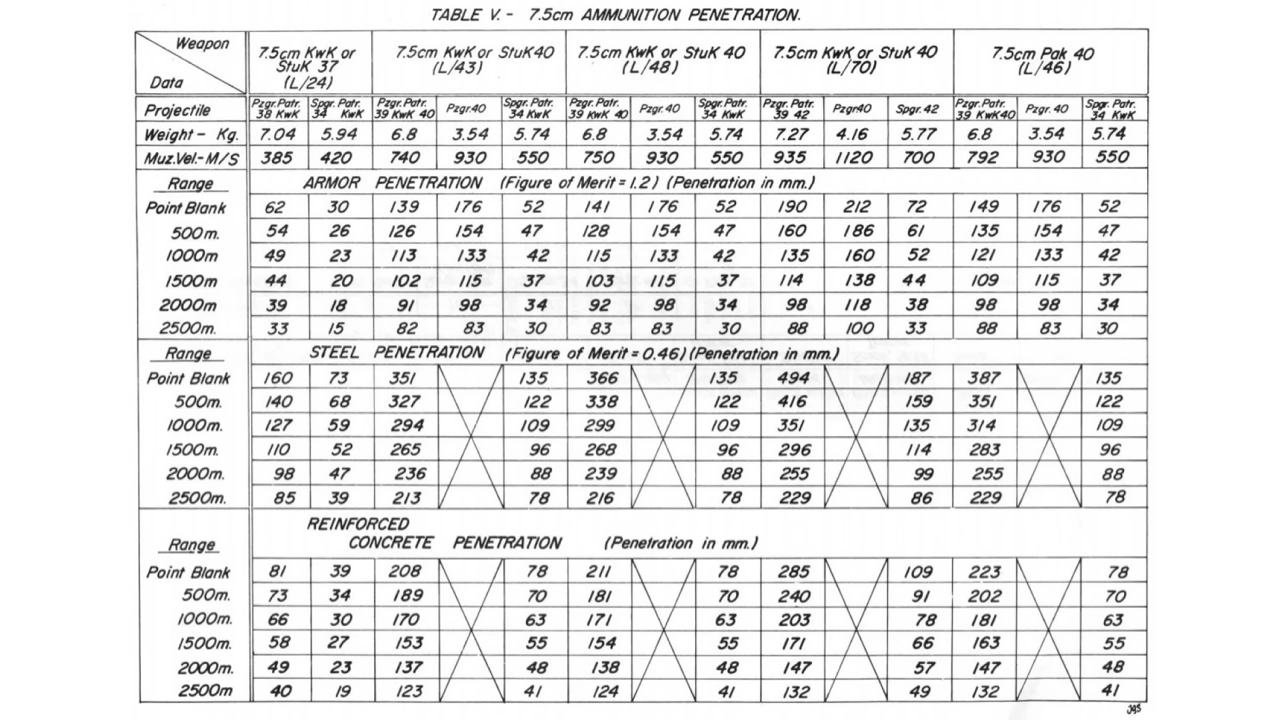 TABLE V. - 7.5cm AMMUNITION PENETRATION.
Weapon Data 7.5cm KwK or StuK 37 (L/24) 7.5cm KwK or StuK40 (L/43) 7.5cm KwK or StuK 40 (L/48) 7.5cm KwK or StuK 40 (L/70) 7.5cm Pak 40 (L/46)
Projectile Pzgr.Patr. 38 KwK Spgr. Patr. 34 KwK Pzgr.Patr. 39 KwK 40 Pzgr.40 Spgr. Patr. 34 KwK Pzgr. Patr. 39 KwK 40 Pzgr. 40 Spgr. Patr. 34 KwK Pzgr. Patr. 39 42 Pzgr40 Spgr. 42 Pzgr.Patr. 39 KwK40 Pzgr. 40 Spgr. Patr. 34 KwK
Weight - Kg. 7.04 5.94 6.8 3.54 5.74 6.8 3.54 5.74 7.27 4.16 5.77 6.8 3.54 5.74
Muz.Vel.-M/S 385 420 740 930 550 750 930 550 935 1120 700 792 930 550
Range ARMOR PENETRATION (Figure of Merit = 1.2) (Penetration in mm.)
Point Blank 62 30 139 176 52 141 176 52 190 212 72 149 176 52
500m. 54 26 126 154 47 128 154 47 160 186 61 135 154 47
1000m 49 23 113 133 42 115 133 42 135 160 52 121 133 42
1500m 44 20 102 115 37 103 115 37 114 138 44 109 115 37
2000m 39 18 91 98 34 92 98 34 98 118 38 98 98 34
2500m. 33 15 82 83 30 83 83 30 88 100 33 88 83 30
Range STEEL PENETRATION (Figure of Merit = 0.46) (Penetration in mm.)
Point Blank 160 73 351 135 366 135 494 187 387 135
500m. 140 68 327 122 338 122 416 159 351 122
1000m. 127 59 294 109 299 109 351 135 314 109
1500m. 110 52 265 96 268 96 296 114 283 96
2000m. 98 47 236 88 239 88 255 99 255 88
2500m. 85 39 213 78 216 78 229 86 229 78
REINFORCED
Range CONCRETE PENETRATION (Penetration in mm.)
Point Blank 81 39 208 78 211 78 285 109 223 78
500m. 73 34 189 70 181 70 240 91 202 70
1000m. 66 30 170 63 171 63 203 78 181 63
1500m. 58 27 153 55 154 55 171 66 163 55
2000m. 49 23 137 48 138 48 147 57 147 48
2500m 40 19 123 41 124 41 132 49 132 41